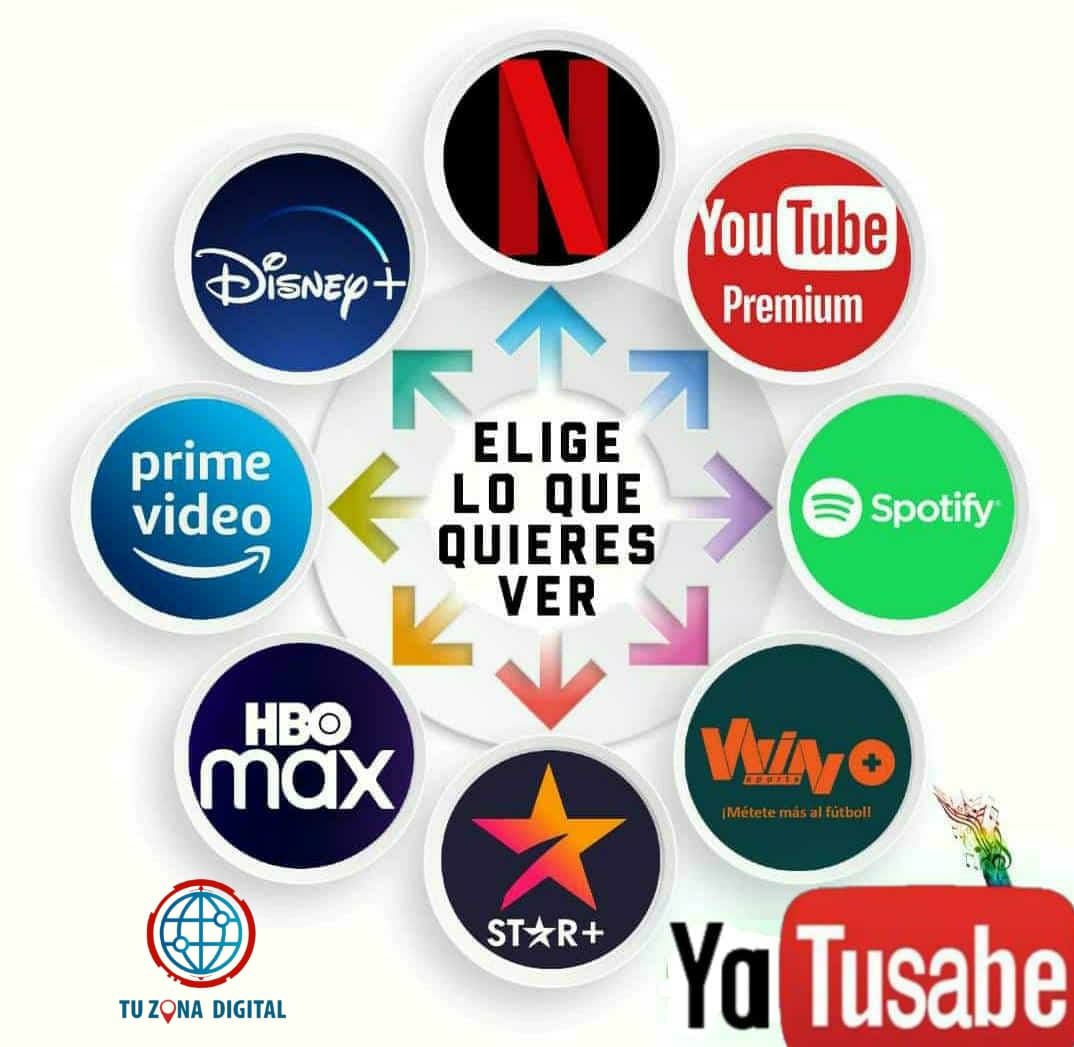 N
YouTube
Premium
DISNEY+
ELIGE
LO QUE
QUIERES
VER
prime
video
Spotify
HBO
max
WIN+
sports
¡Métete más al fútbol!
STAR+
TU ZONA DIGITAL
Ya Tusabe